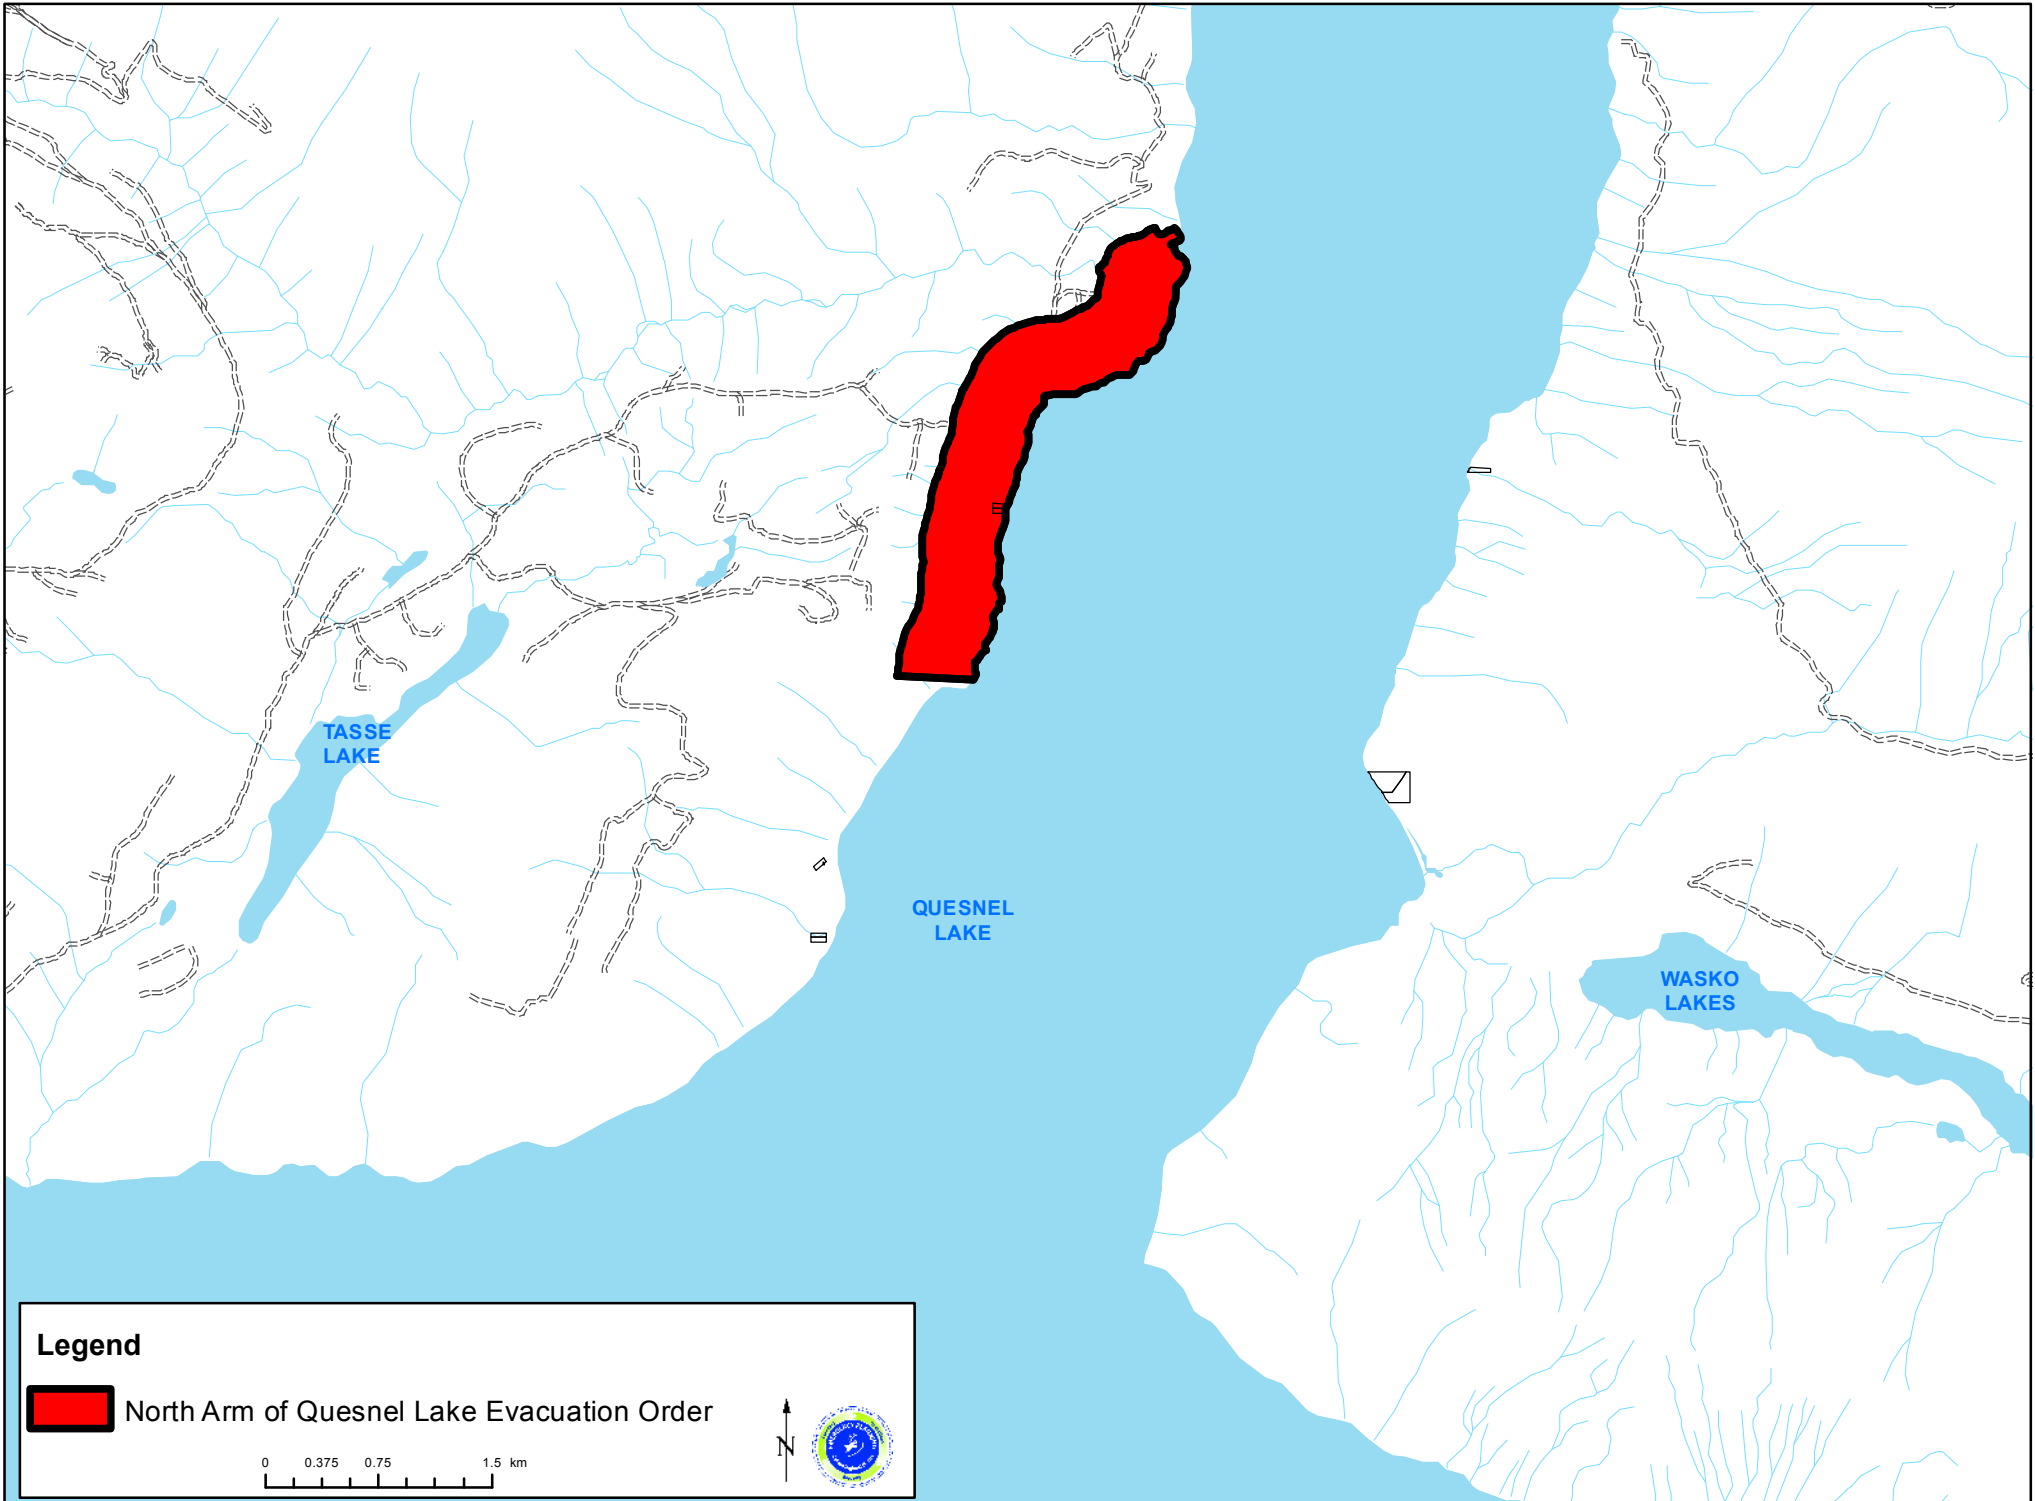 TASSE
LAKE
QUESNEL
LAKE
WASKO
LAKES
Legend
North Arm of Quesnel Lake Evacuation Order
0 0.375 0.75 1.5 km
N